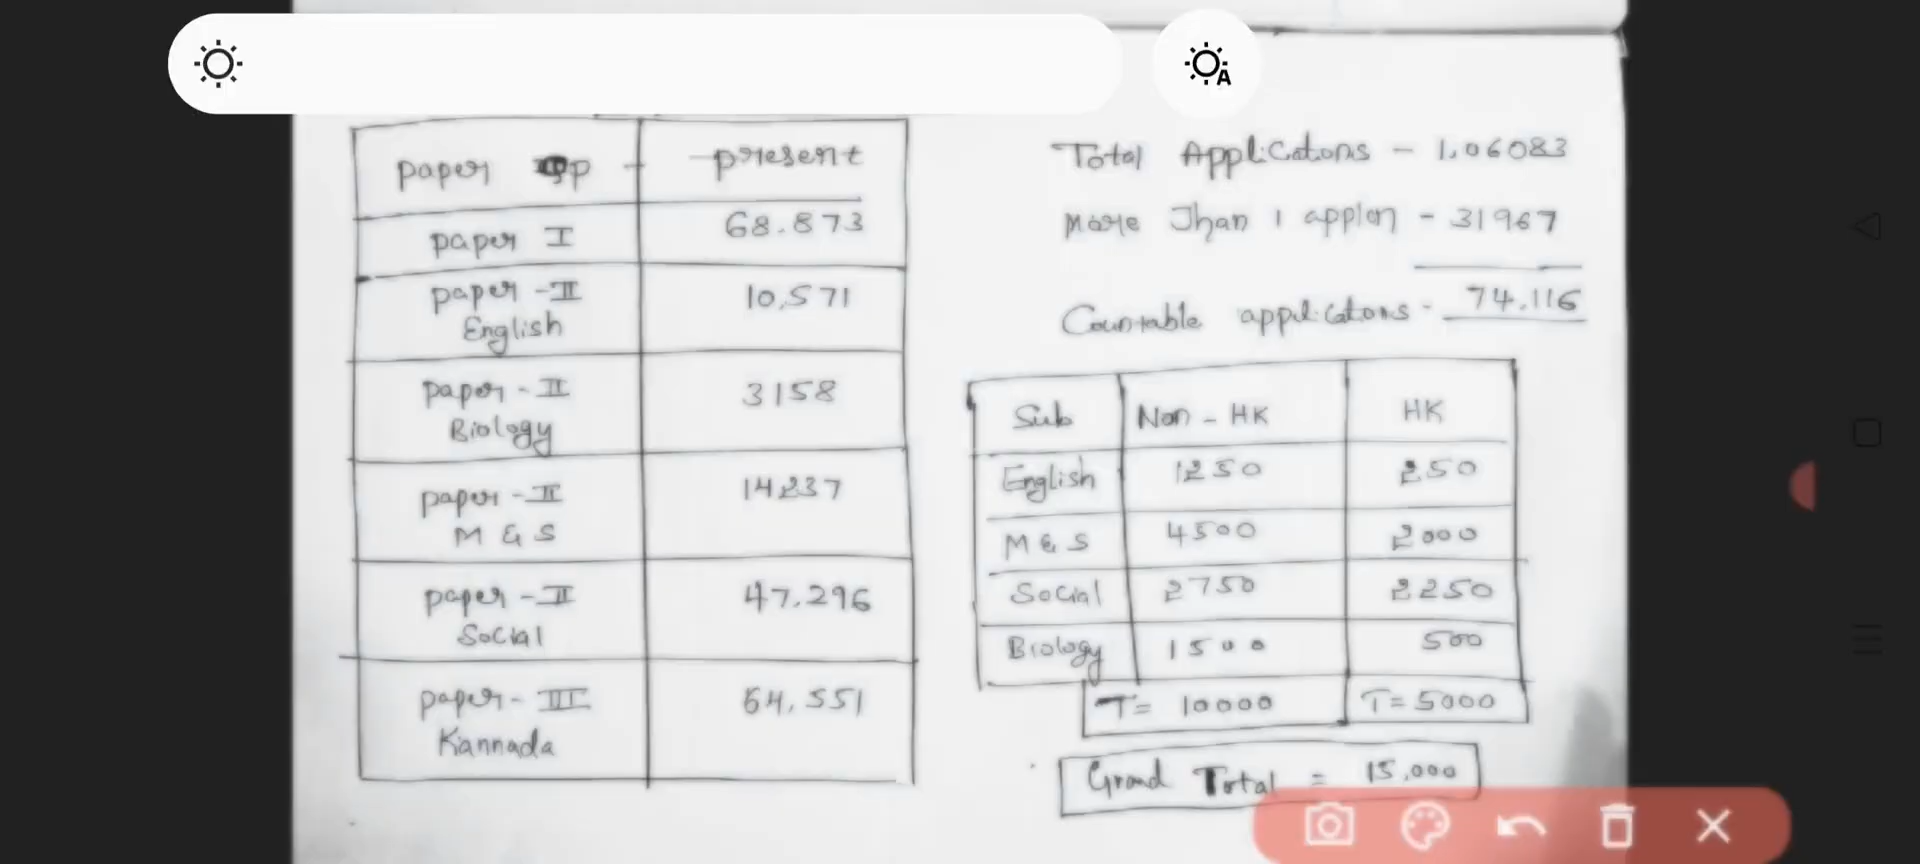 paper p - present
paper I 68.873
paper - II 10,571
English
paper - II 3158
Biology
paper - II 14237
M & S
paper - II 47.296
Social
paper - III 64,551
Kannada
Total Applications - 1,06083
More Than 1 applon - 31967
Countable applications - 74.116
Sub Non - HK HK
English 1250 250
M & S 4500 2000
Social 2750 2250
Biology 1500 500
T = 10000 T = 5000
Grand Total = 15,000
A